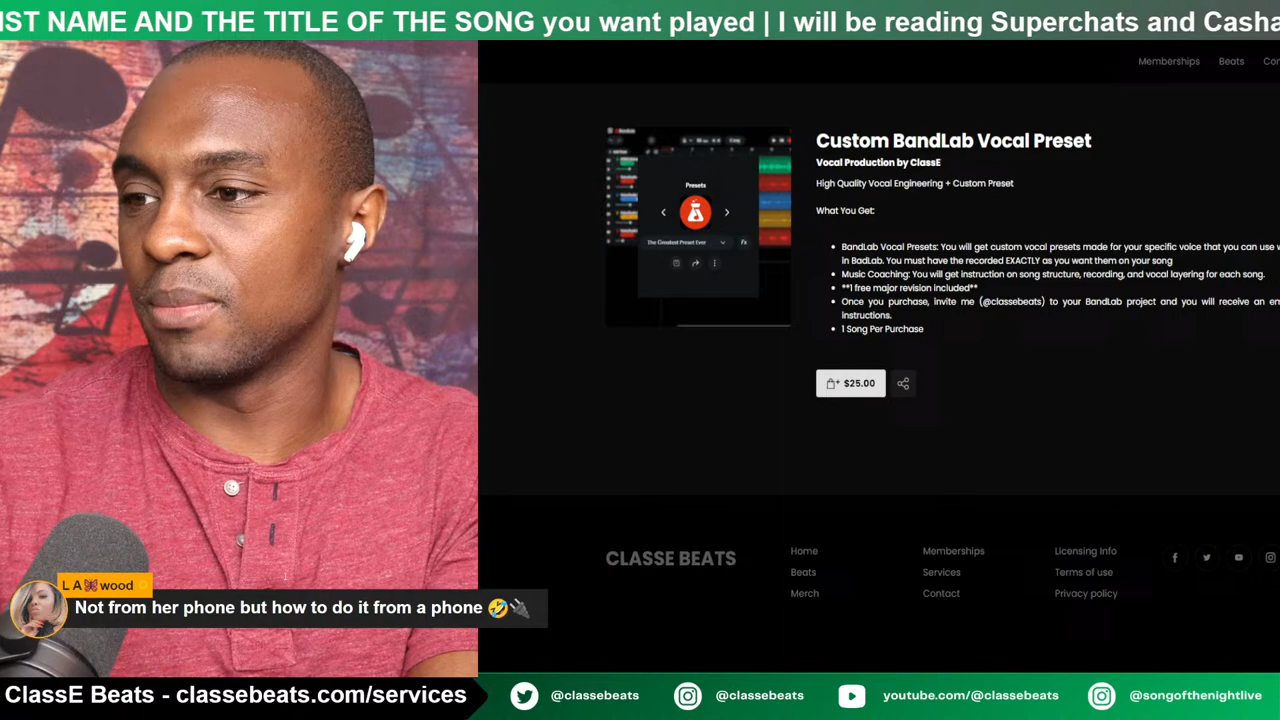 IST NAME AND THE TITLE OF THE SONG you want played | I will be reading Superchats and Casha
Memberships Beats Con
Presets
The Greatest Preset Ever Fx
Custom BandLab Vocal Preset
Vocal Production by ClassE
High Quality Vocal Engineering + Custom Preset
What You Get:
BandLab Vocal Presets: You will get custom vocal presets made for your specific voice that you can use w
in BadLab. You must have the recorded EXACTLY as you want them on your song
Music Coaching: You will get instruction on song structure, recording, and vocal layering for each song.
**1 free major revision included**
Once you purchase, invite me (@classebeats) to your BandLab project and you will receive an em
instructions.
1 Song Per Purchase
$25.00
CLASSE BEATS
Home Memberships Licensing Info
Beats Services Terms of use
Merch Contact Privacy policy
L A🦋wood
Not from her phone but how to do it from a phone 🤣🔌
ClassE Beats - classebeats.com/services
@classebeats @classebeats youtube.com/@classebeats @songofthenightlive